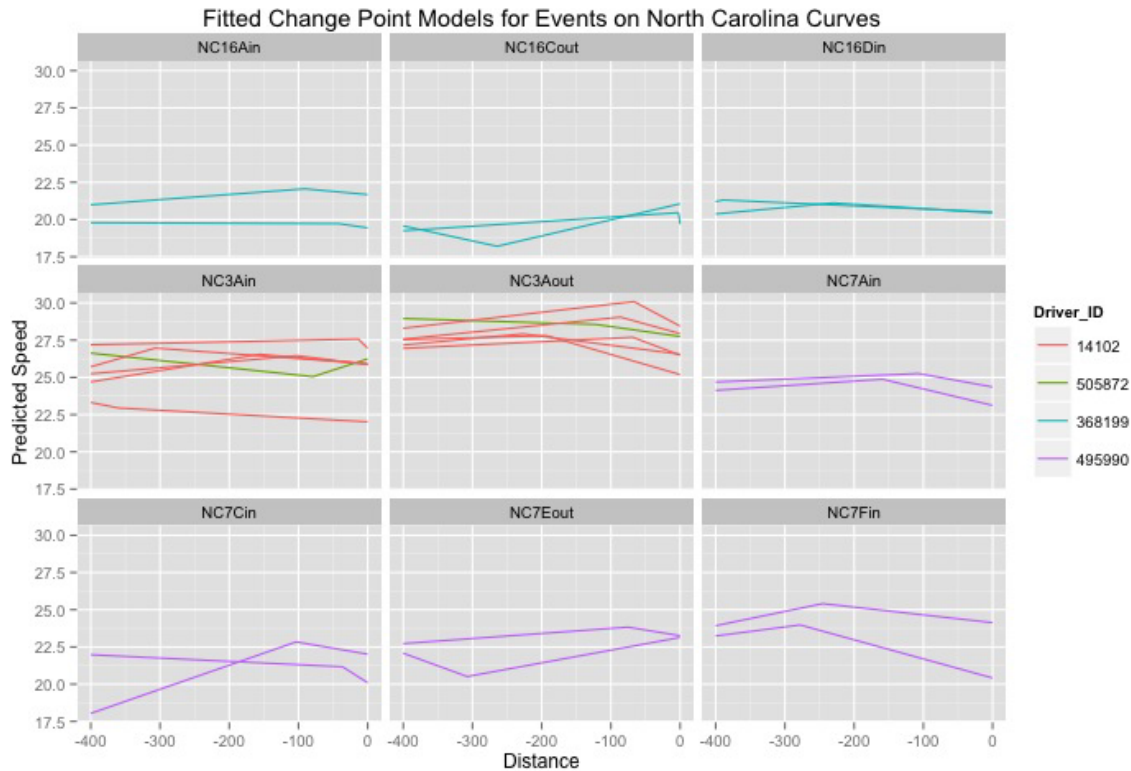 Fitted Change Point Models for Events on North Carolina Curves
NC16Ain NC16Cout NC16Din
30.0
27.5
25.0
22.5
20.0
17.5
NC3Ain NC3Aout NC7Ain
30.0
27.5
25.0
22.5
20.0
17.5
NC7Cin NC7Eout NC7Fin
30.0
27.5
25.0
22.5
20.0
17.5
-400 -300 -200 -100 0 -400 -300 -200 -100 0 -400 -300 -200 -100 0
Distance
Predicted Speed
Driver_ID
14102
505872
368199
495990